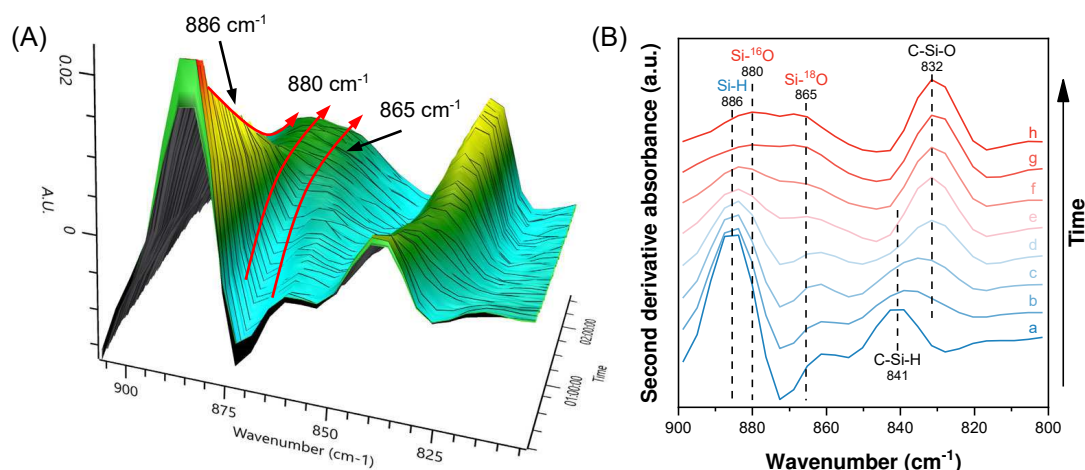 (A)
886 cm-1
880 cm-1
865 cm-1
0.02
A.U.
0
900
875
850
825
Wavenumber (cm-1)
02:00:00
01:00:00
Time
(B)
Second derivative absorbance (a.u.)
Si-H
886
Si-16O
880
Si-18O
865
C-Si-O
832
h
g
f
e
d
c
b
a
C-Si-H
841
Time
900
880
860
840
820
800
Wavenumber (cm-1)